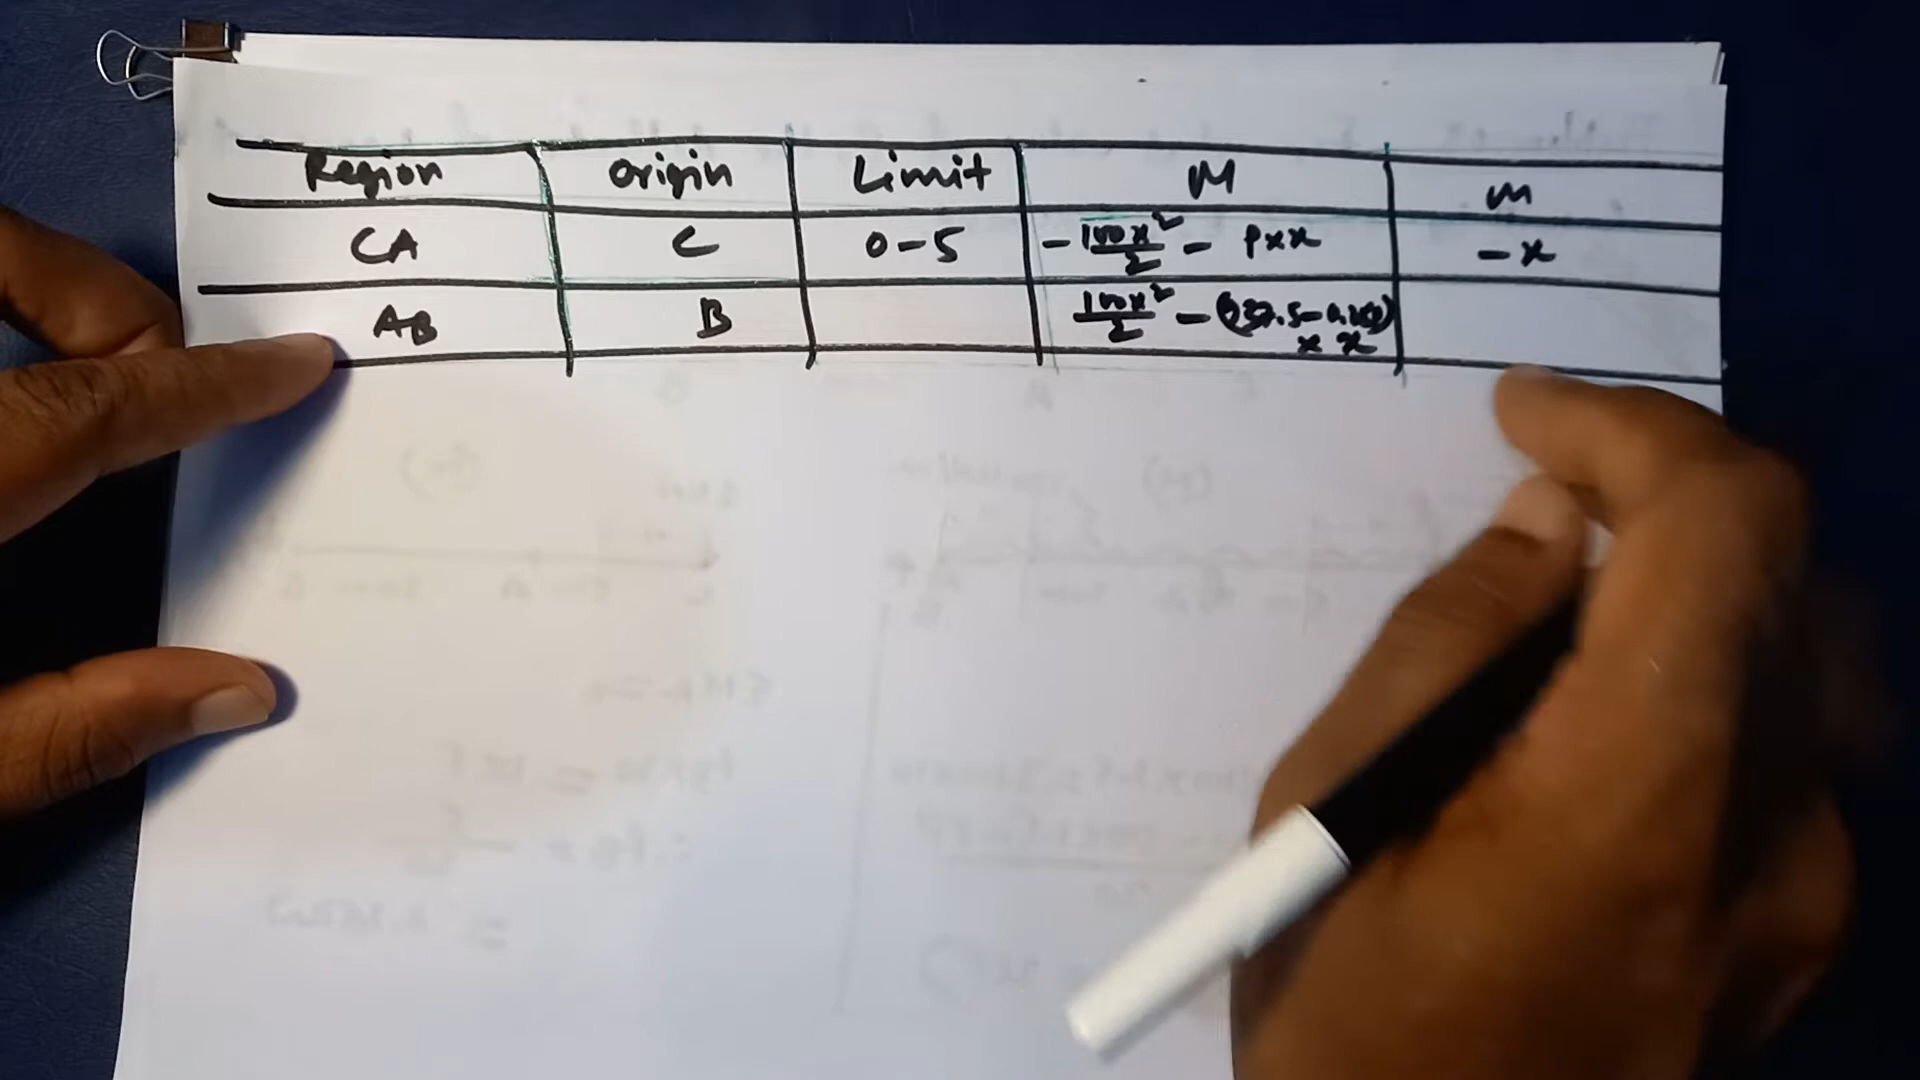 Region origin Limit M m
CA C 0-5 -100x²/2 - P×x -x
AB B 100x²/2 -
× x